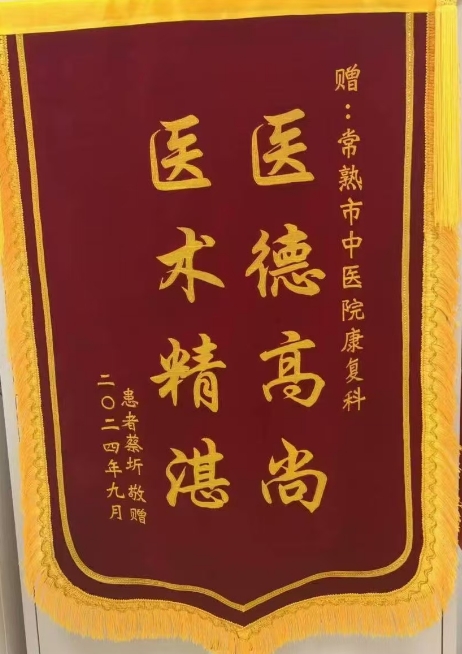 赠：常熟市中医院康复科
医德高尚
医术精湛
患者蔡圻敬赠
二〇二四年九月